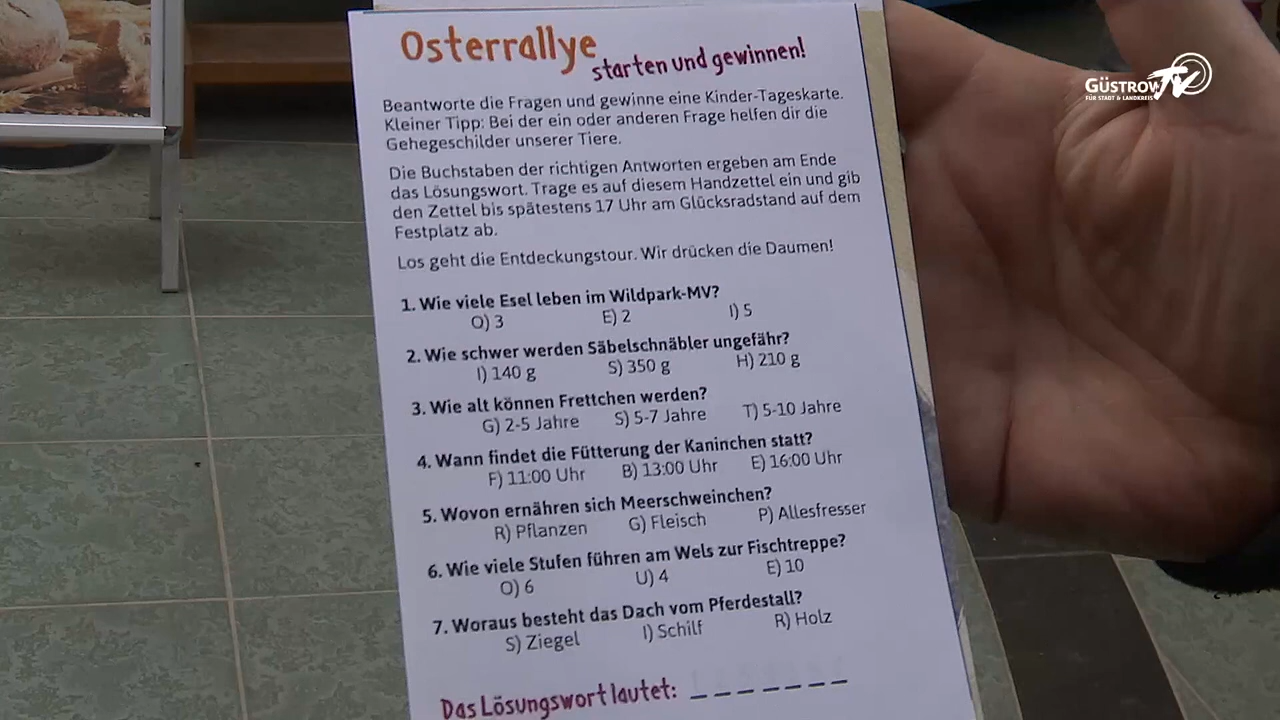 Osterrallye
starten und gewinnen!
GÜSTROW TV
FÜR STADT & LANDKREIS
Beantworte die Fragen und gewinne eine Kinder-Tageskarte.
Kleiner Tipp: Bei der ein oder anderen Frage helfen dir die
Gehegeschilder unserer Tiere.
Die Buchstaben der richtigen Antworten ergeben am Ende
das Lösungswort. Trage es auf diesem Handzettel ein und gib
den Zettel bis spätestens 17 Uhr am Glücksradstand auf dem
Festplatz ab.
Los geht die Entdeckungstour. Wir drücken die Daumen!
1. Wie viele Esel leben im Wildpark-MV?
O) 3 E) 2 I) 5
2. Wie schwer werden Säbelschnäbler ungefähr?
I) 140 g S) 350 g H) 210 g
3. Wie alt können Frettchen werden?
G) 2-5 Jahre S) 5-7 Jahre T) 5-10 Jahre
4. Wann findet die Fütterung der Kaninchen statt?
F) 11:00 Uhr B) 13:00 Uhr E) 16:00 Uhr
5. Wovon ernähren sich Meerschweinchen?
R) Pflanzen G) Fleisch P) Allesfresser
6. Wie viele Stufen führen am Wels zur Fischtreppe?
O) 6 U) 4 E) 10
7. Woraus besteht das Dach vom Pferdestall?
S) Ziegel I) Schilf R) Holz
Das Lösungswort lautet: _ _ _ _ _ _ _